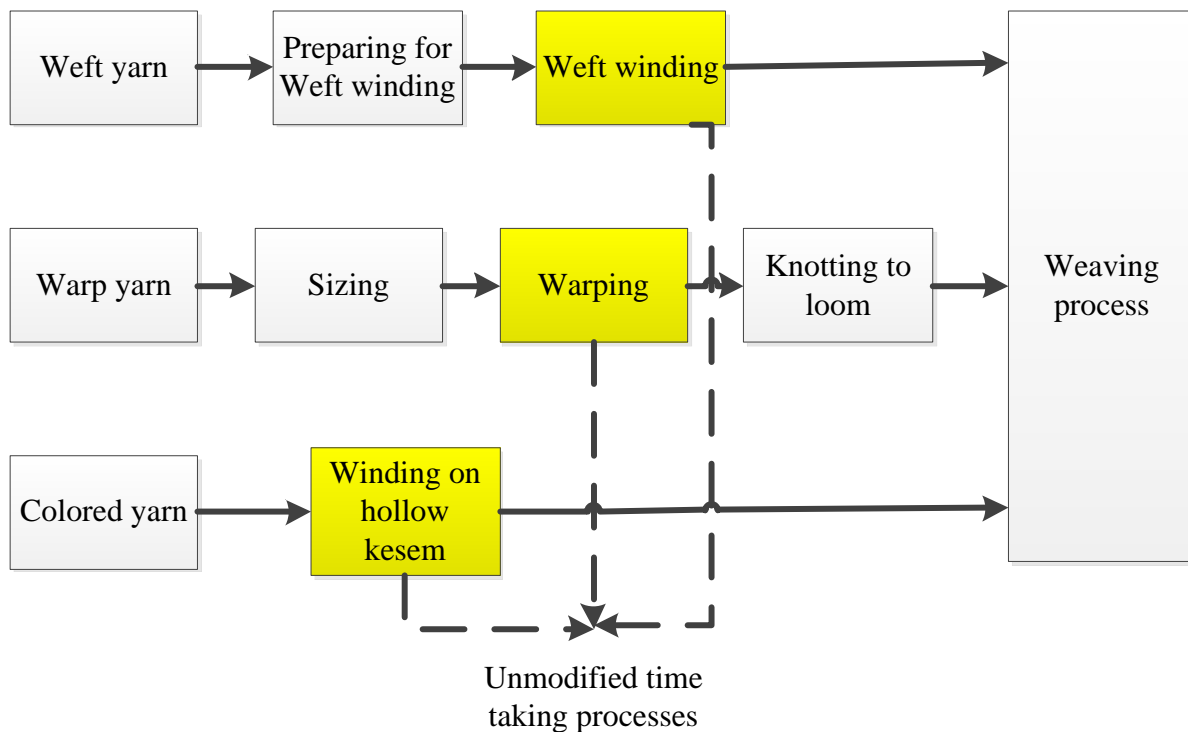 Weft yarn
Preparing for
Weft winding
Weft winding
Warp yarn
Sizing
Warping
Knotting to
loom
Weaving
process
Colored yarn
Winding on
hollow
kesem
Unmodified time
taking processes